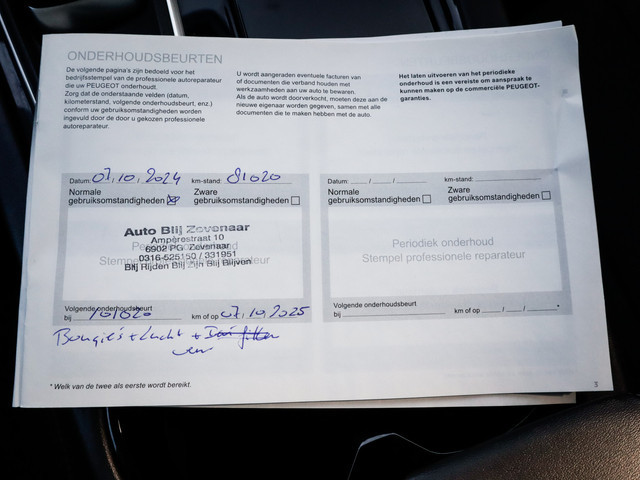 ONDERHOUDSBEURTEN
De volgende pagina's zijn bedoeld voor het
bedrijfsstempel van de professionele autoreparateur
die uw PEUGEOT onderhoudt.
Zorg dat de onderstaande velden (datum,
kilometerstand, volgende onderhoudsbeurt, enz.)
conform uw gebruiksomstandigheden worden
ingevuld door de door u gekozen professionele
autoreparateur.
U wordt aangeraden eventuele facturen van
of documenten die verband houden met
werkzaamheden aan uw auto te bewaren.
Als de auto wordt doorverkocht, moeten deze aan de
nieuwe eigenaar worden gegeven, samen met alle
documenten die te maken hebben met de auto.
Het laten uitvoeren van het periodieke
onderhoud is een vereiste om aanspraak te
kunnen maken op de commerciële PEUGEOT-
garanties.
Datum: 07.10.2024 km-stand: 81020
Normale gebruiksomstandigheden
Zware gebruiksomstandigheden
Auto Blij Zevenaar
Ampèrestraat 10
6902 PG Zevenaar
0316-525150 / 331951
Blij Rijden Blij Zijn Blij Blijven
Periodiek onderhoud
Stempel professionele reparateur
Volgende onderhoudsbeurt
bij 101020 km of op 07.10.2025
Bougie's + Lucht +
Datum: / / km-stand:
Normale gebruiksomstandigheden
Zware gebruiksomstandigheden
Periodiek onderhoud
Stempel professionele reparateur
Volgende onderhoudsbeurt
bij km of op / / *
* Welk van de twee als eerste wordt bereikt.